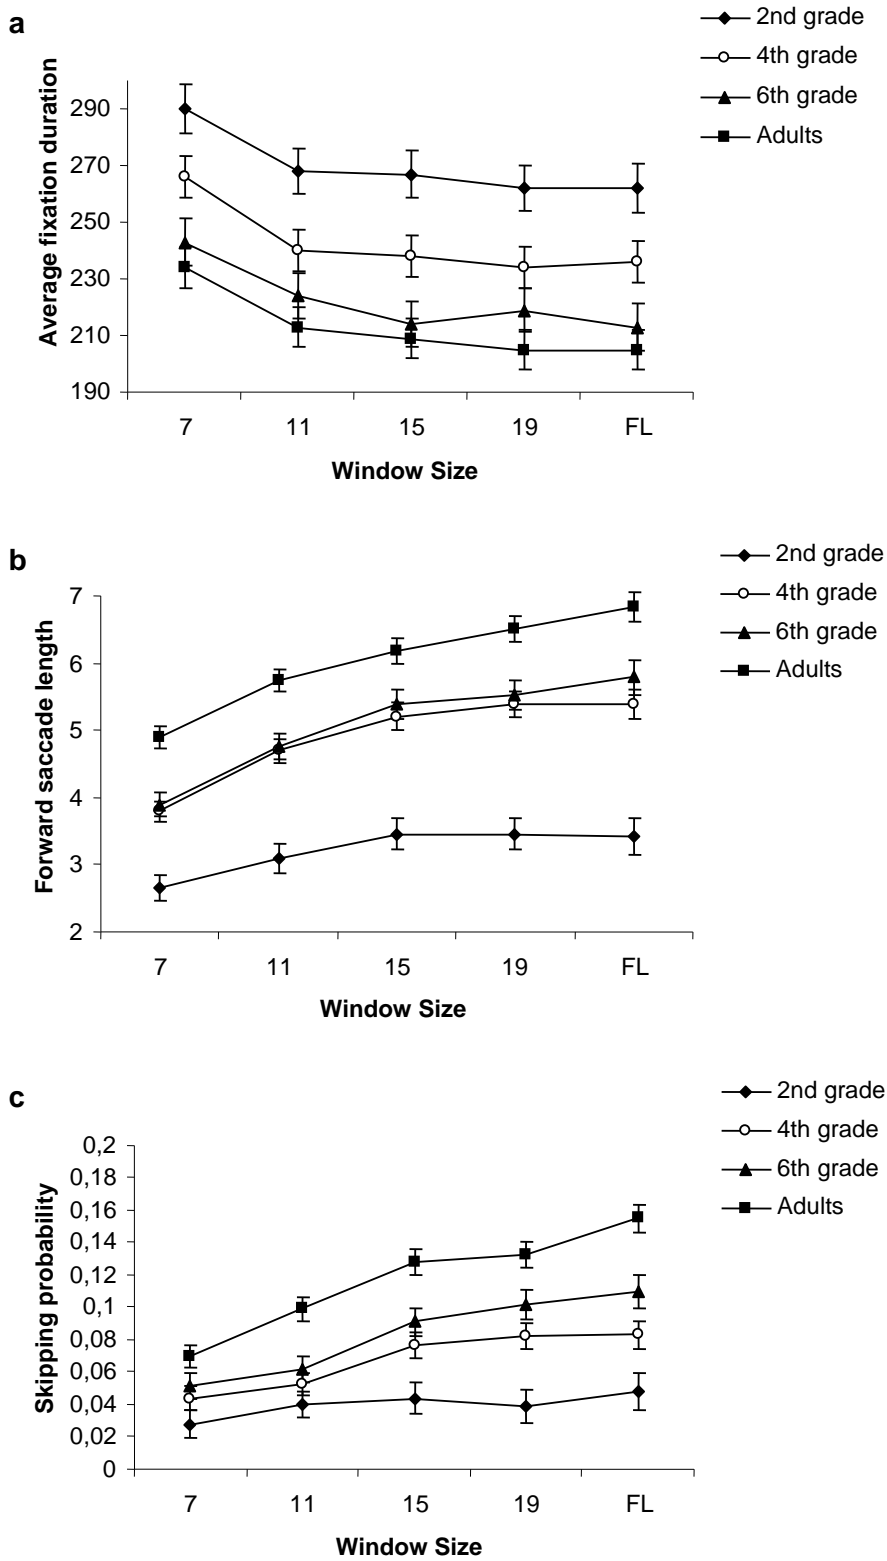 a
2nd grade
4th grade
6th grade
Adults
Average fixation duration
290
270
250
230
210
190
7 11 15 19 FL
Window Size
b
2nd grade
4th grade
6th grade
Adults
Forward saccade length
7
6
5
4
3
2
7 11 15 19 FL
Window Size
c
2nd grade
4th grade
6th grade
Adults
Skipping probability
0,2
0,18
0,16
0,14
0,12
0,1
0,08
0,06
0,04
0,02
0
7 11 15 19 FL
Window Size